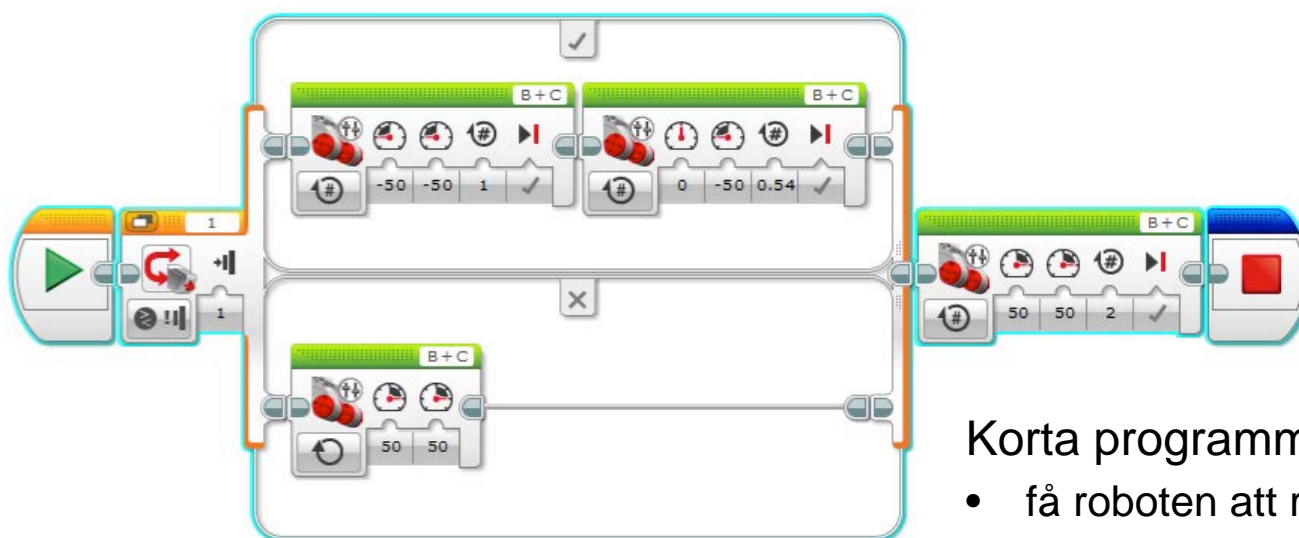 B+C B+C
-50 -50 1 0 -50 0.54
1
1
B+C
50 50 2
B+C
50 50
Korta programm
• få roboten att